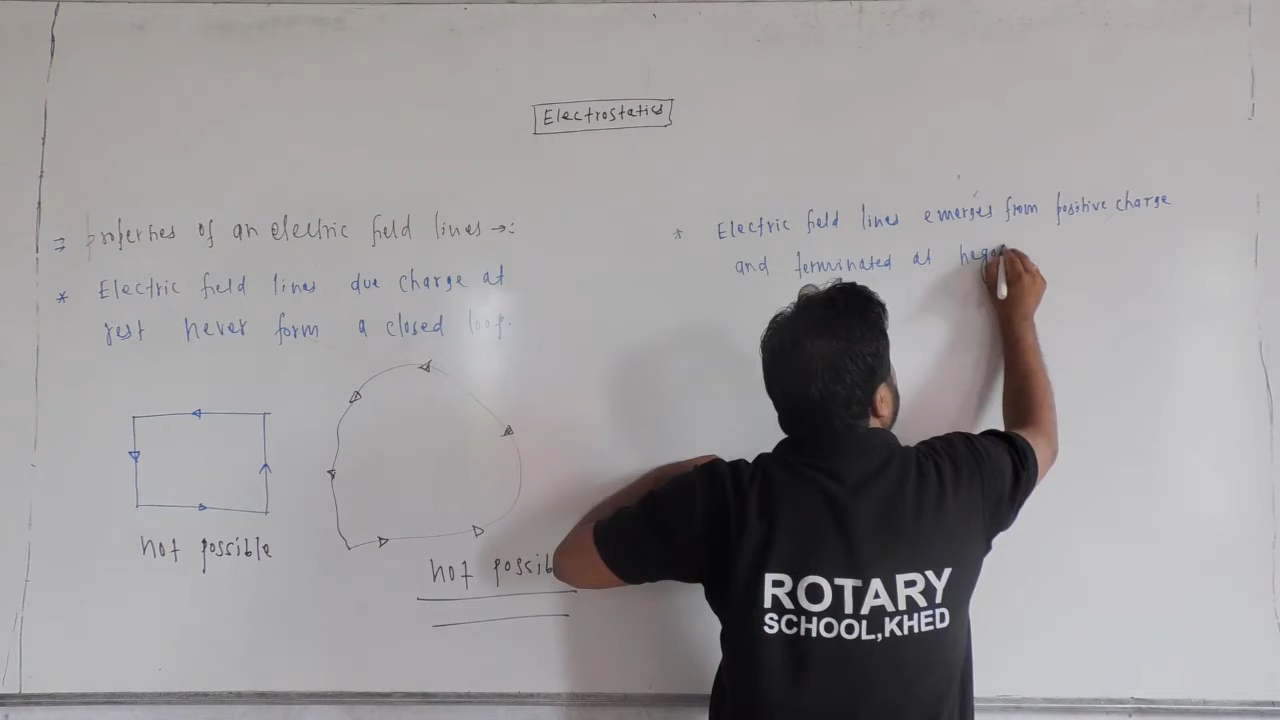 Electrostatics
⇒ properties of an electric field lines →:
* Electric field lines due charge at
rest never form a closed loop.
not possible
not possib
* Electric field lines emerges from positive charge
and terminated at nega
ROTARY
SCHOOL,KHED